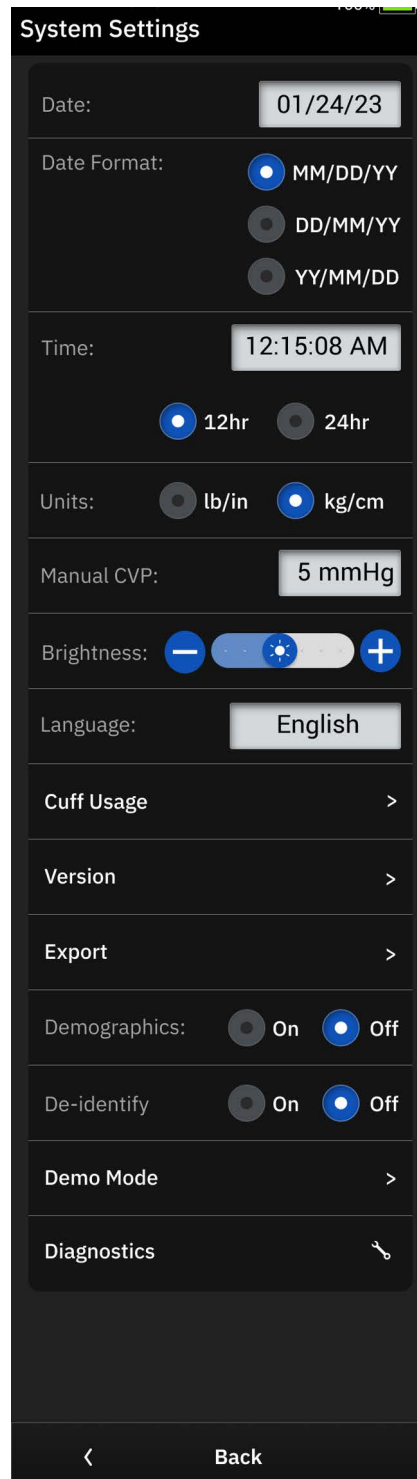 System Settings
Date: 01/24/23
Date Format: MM/DD/YY
DD/MM/YY
YY/MM/DD
Time: 12:15:08 AM
12hr 24hr
Units: lb/in kg/cm
Manual CVP: 5 mmHg
Brightness:
Language: English
Cuff Usage >
Version >
Export >
Demographics: On Off
De-identify On Off
Demo Mode >
Diagnostics
< Back